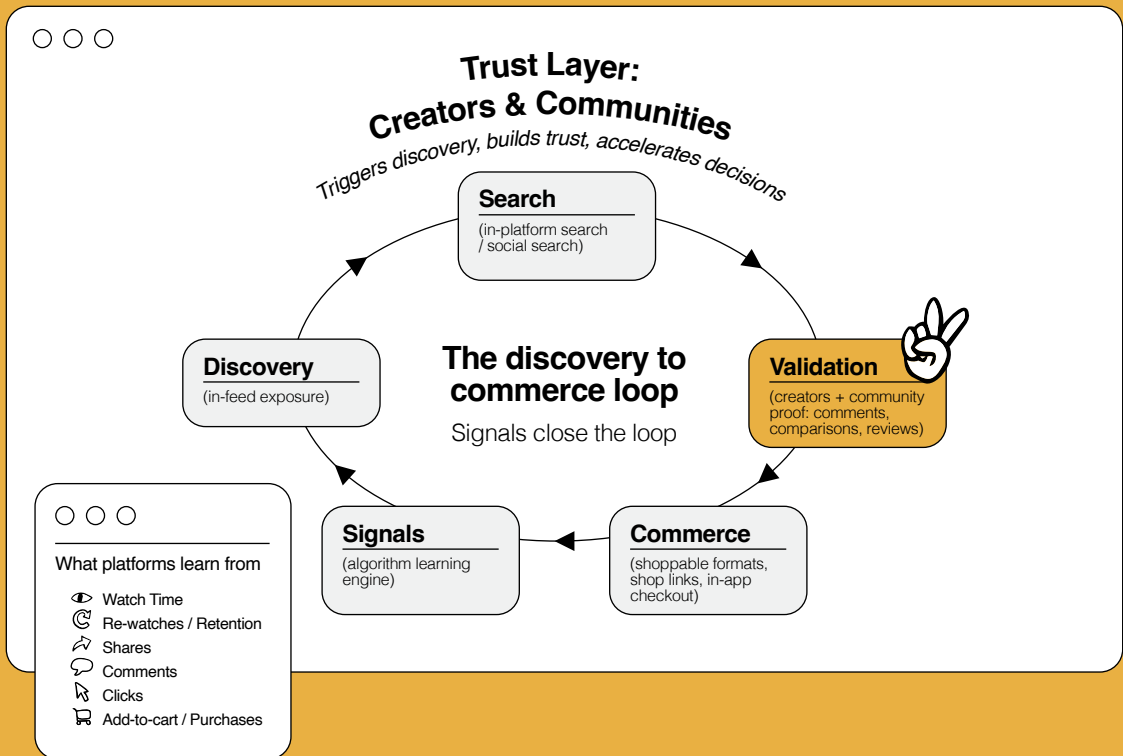 Trust Layer:
Creators & Communities
Triggers discovery, builds trust, accelerates decisions
Search
(in-platform search
/ social search)
Discovery
(in-feed exposure)
The discovery to
commerce loop
Signals close the loop
Validation
(creators + community
proof: comments,
comparisons, reviews)
Signals
(algorithm learning
engine)
Commerce
(shoppable formats,
shop links, in-app
checkout)
What platforms learn from
Watch Time
Re-watches / Retention
Shares
Comments
Clicks
Add-to-cart / Purchases